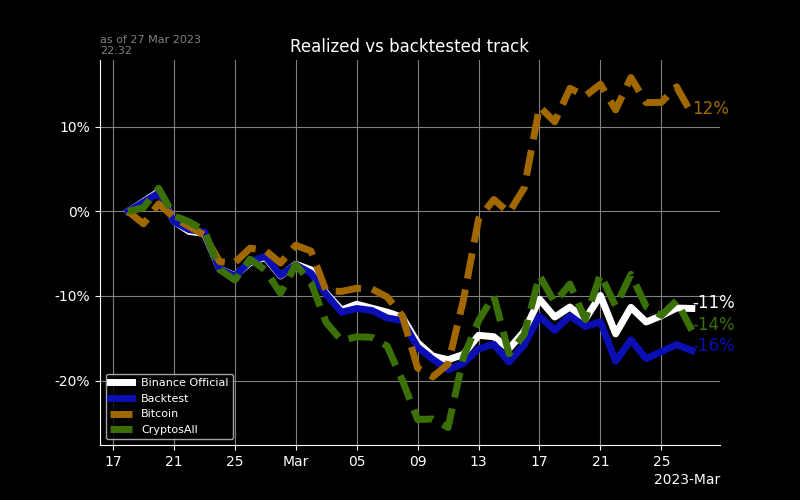 as of 27 Mar 2023
22:32
Realized vs backtested track
10%
0%
-10%
-20%
12%
-11%
-14%
-16%
Binance Official
Backtest
Bitcoin
CryptosAll
17 21 25 Mar 05 09 13 17 21 25
2023-Mar